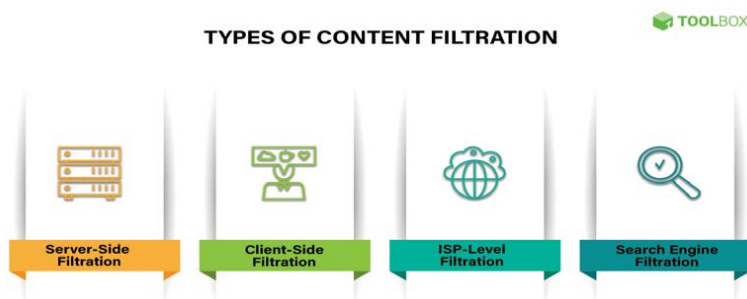 TOOLBOX
TYPES OF CONTENT FILTRATION
Server-Side
Filtration
Client-Side
Filtration
ISP-Level
Filtration
Search Engine
Filtration